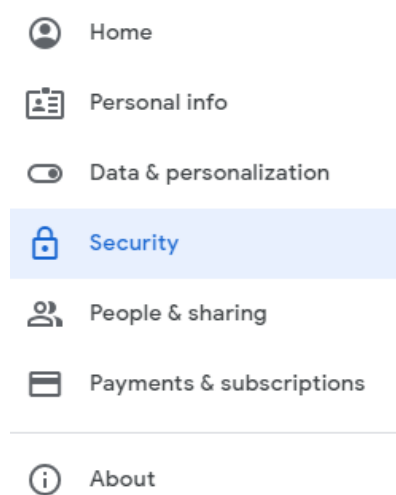 Home
Personal info
Data & personalization
Security
People & sharing
Payments & subscriptions
About